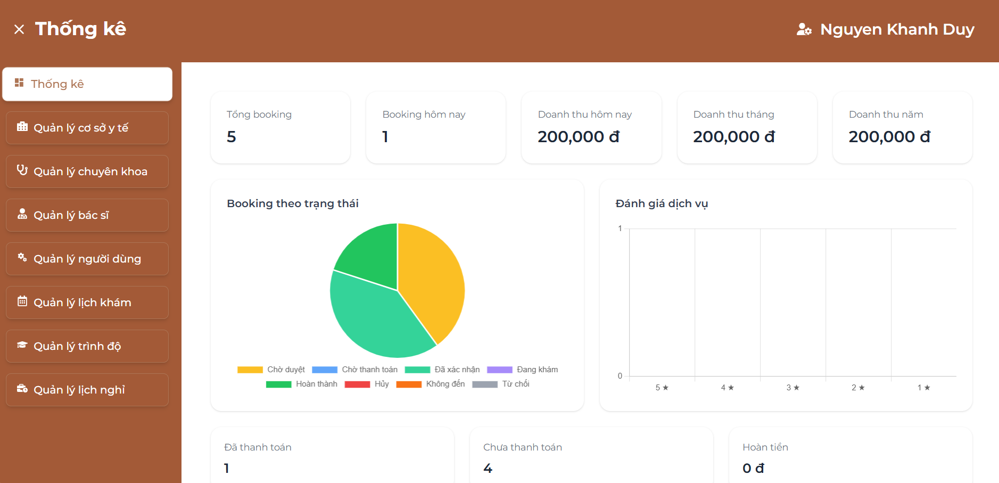 Thống kê
Nguyen Khanh Duy
Thống kê
Quản lý cơ sở y tế
Quản lý chuyên khoa
Quản lý bác sĩ
Quản lý người dùng
Quản lý lịch khám
Quản lý trình độ
Quản lý lịch nghỉ
Tổng booking
5
Booking hôm nay
1
Doanh thu hôm nay
200,000 đ
Doanh thu tháng
200,000 đ
Doanh thu năm
200,000 đ
Booking theo trạng thái
Chờ duyệt Chờ thanh toán Đã xác nhận Đang khám
Hoàn thành Hủy Không đến Từ chối
Đánh giá dịch vụ
1
0
5 ★ 4 ★ 3 ★ 2 ★ 1 ★
Đã thanh toán
1
Chưa thanh toán
4
Hoàn tiền
0 đ